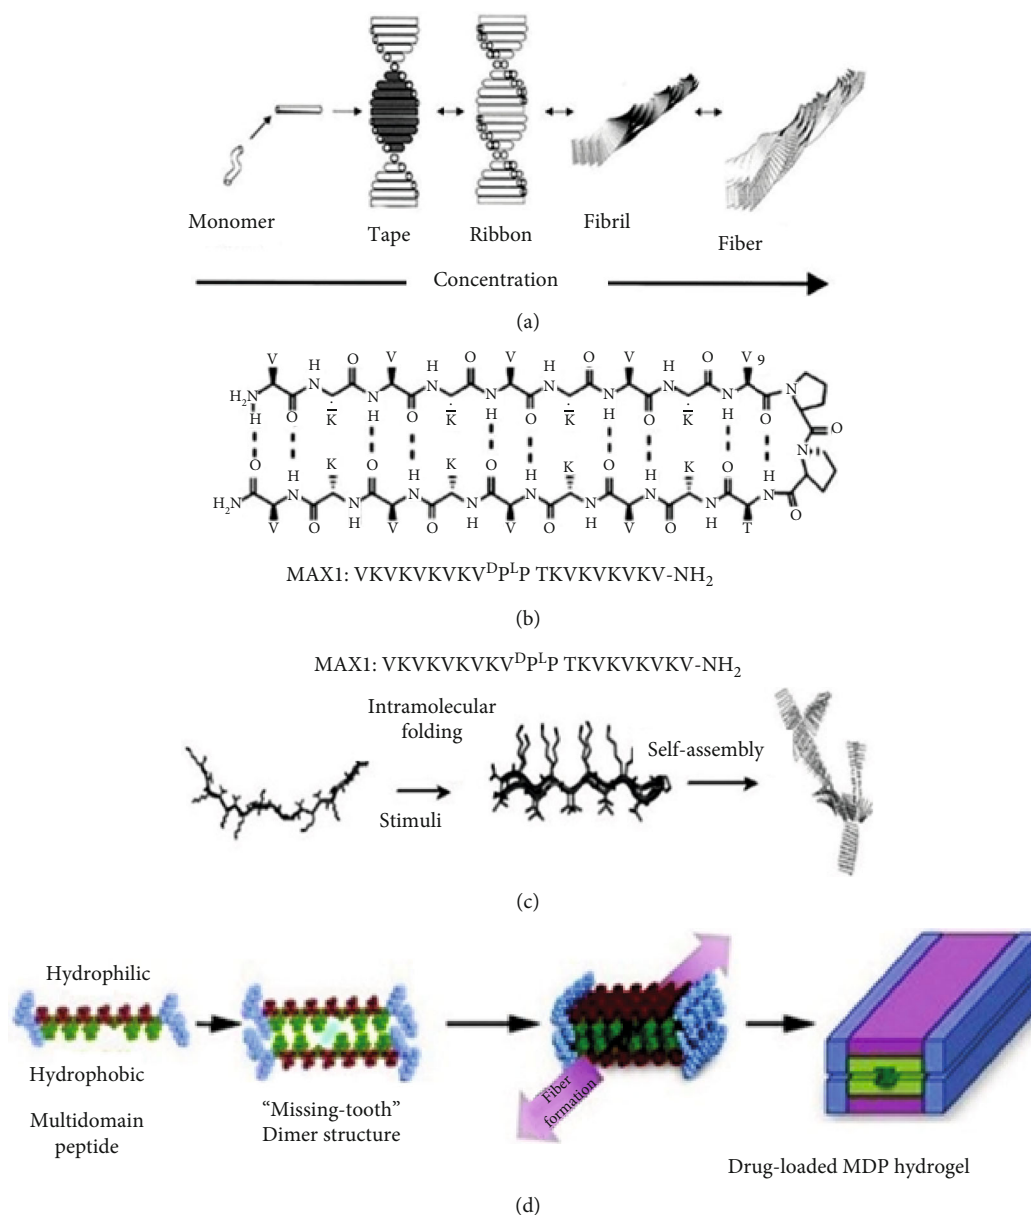 Monomer
Tape
Ribbon
Fibril
Fiber
Concentration
(a)
V H O V H O V H O V H O V 9
H₂N N N N N N N N N N
H O K H O K H O K H O K H O O
O H K O H K O H K O H K O H N
H₂N N N N N N N N N O
V O H V O H V O H V O H T
MAX1: VKVKVKVKVᴰPᴸP TKVKVKVKV-NH₂
(b)
MAX1: VKVKVKVKVᴰPᴸP TKVKVKVKV-NH₂
Intramolecular
folding
Stimuli
Self-assembly
(c)
Hydrophilic
Hydrophobic
Multidomain
peptide
“Missing-tooth”
Dimer structure
Fiber
formation
Drug-loaded MDP hydrogel
(d)